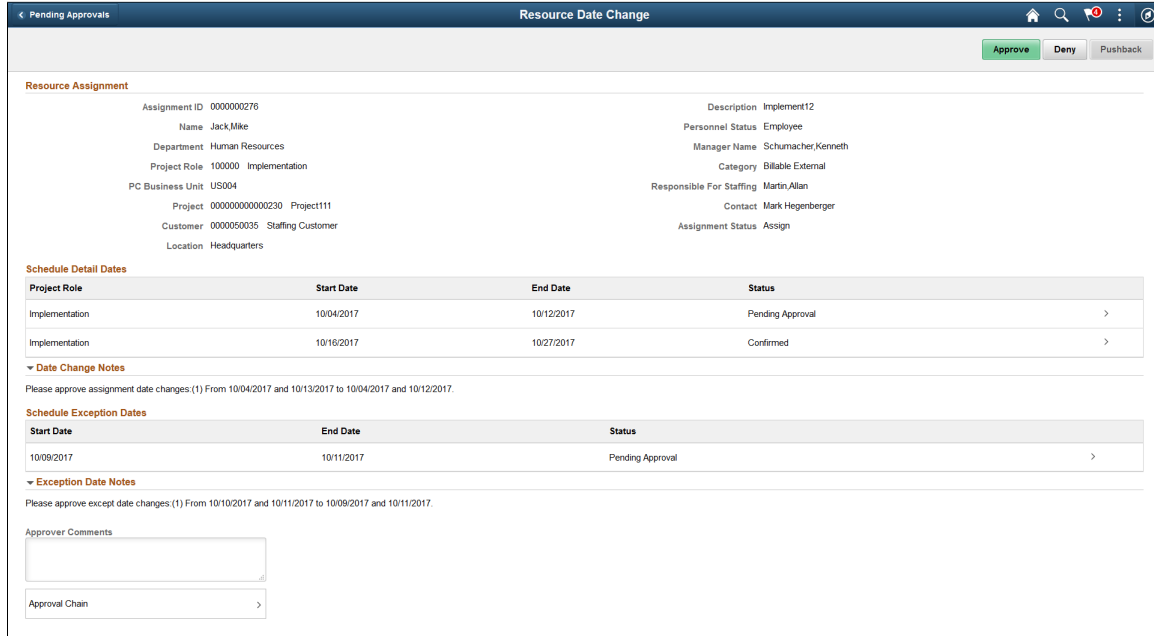 Pending Approvals
Resource Date Change
4
Approve Deny Pushback
Resource Assignment
Assignment ID 0000000276 Description Implement12
Name Jack,Mike Personnel Status Employee
Department Human Resources Manager Name Schumacher,Kenneth
Project Role 100000 Implementation Category Billable External
PC Business Unit US004 Responsible For Staffing Martin,Allan
Project 000000000000230 Project111 Contact Mark Hegenberger
Customer 0000050035 Staffing Customer Assignment Status Assign
Location Headquarters
Schedule Detail Dates
Project Role Start Date End Date Status
Implementation 10/04/2017 10/12/2017 Pending Approval
Implementation 10/16/2017 10/27/2017 Confirmed
Date Change Notes
Please approve assignment date changes:(1) From 10/04/2017 and 10/13/2017 to 10/04/2017 and 10/12/2017.
Schedule Exception Dates
Start Date End Date Status
10/09/2017 10/11/2017 Pending Approval
Exception Date Notes
Please approve except date changes:(1) From 10/10/2017 and 10/11/2017 to 10/09/2017 and 10/11/2017.
Approver Comments
Approval Chain